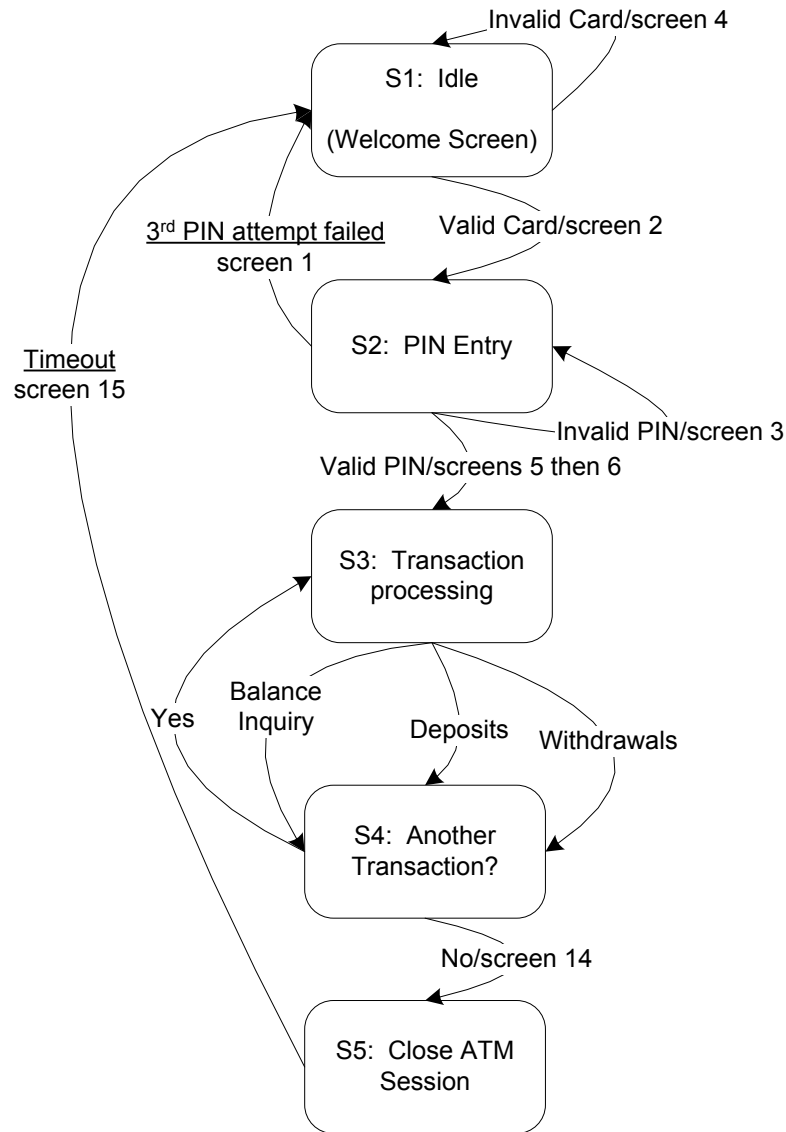 Invalid Card/screen 4
S1: Idle
(Welcome Screen)
3rd PIN attempt failed
screen 1
Valid Card/screen 2
S2: PIN Entry
Timeout
screen 15
Invalid PIN/screen 3
Valid PIN/screens 5 then 6
S3: Transaction
processing
Balance
Inquiry
Yes
Deposits
Withdrawals
S4: Another
Transaction?
No/screen 14
S5: Close ATM
Session